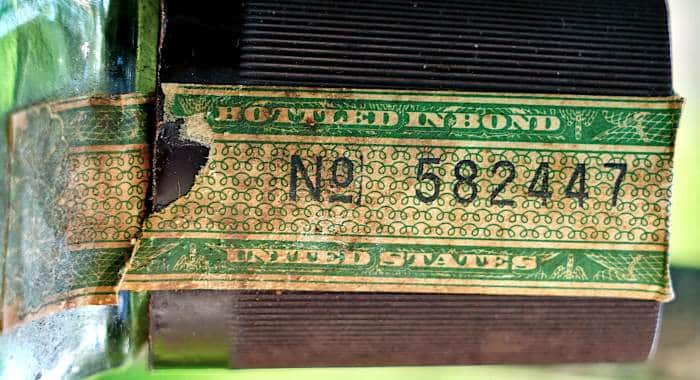 BOTTLED IN BOND
Nº 582447
UNITED STATES